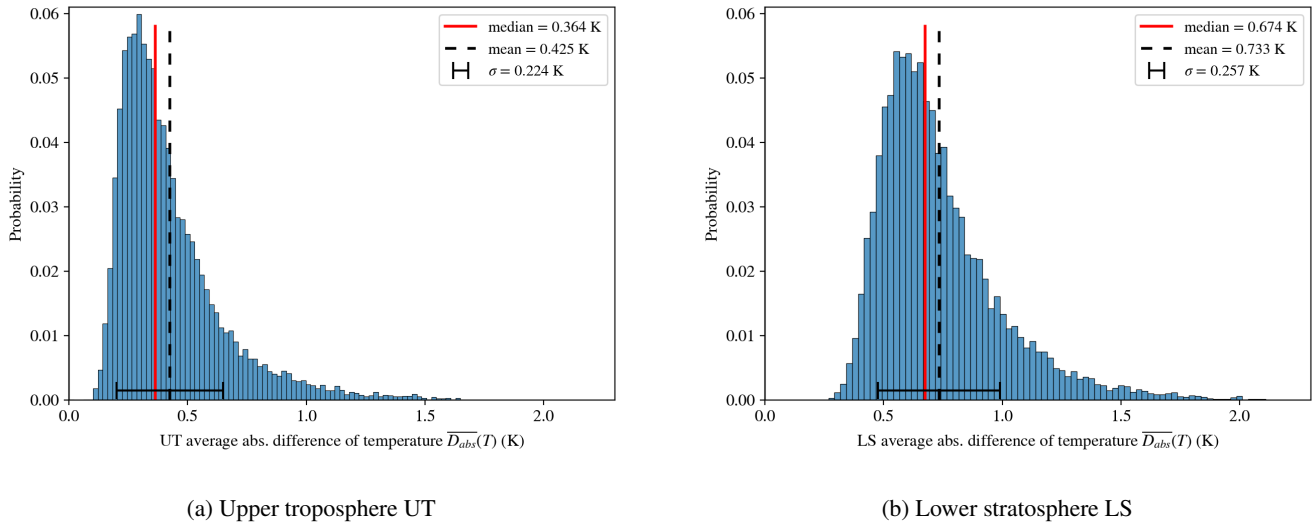 0.06
0.05
0.04
0.03
0.02
0.01
0.00
Probability
0.0 0.5 1.0 1.5 2.0
UT average abs. difference of temperature D_abs(T) (K)
median = 0.364 K
mean = 0.425 K
σ = 0.224 K
(a) Upper troposphere UT
0.06
0.05
0.04
0.03
0.02
0.01
0.00
Probability
0.0 0.5 1.0 1.5 2.0
LS average abs. difference of temperature D_abs(T) (K)
median = 0.674 K
mean = 0.733 K
σ = 0.257 K
(b) Lower stratosphere LS